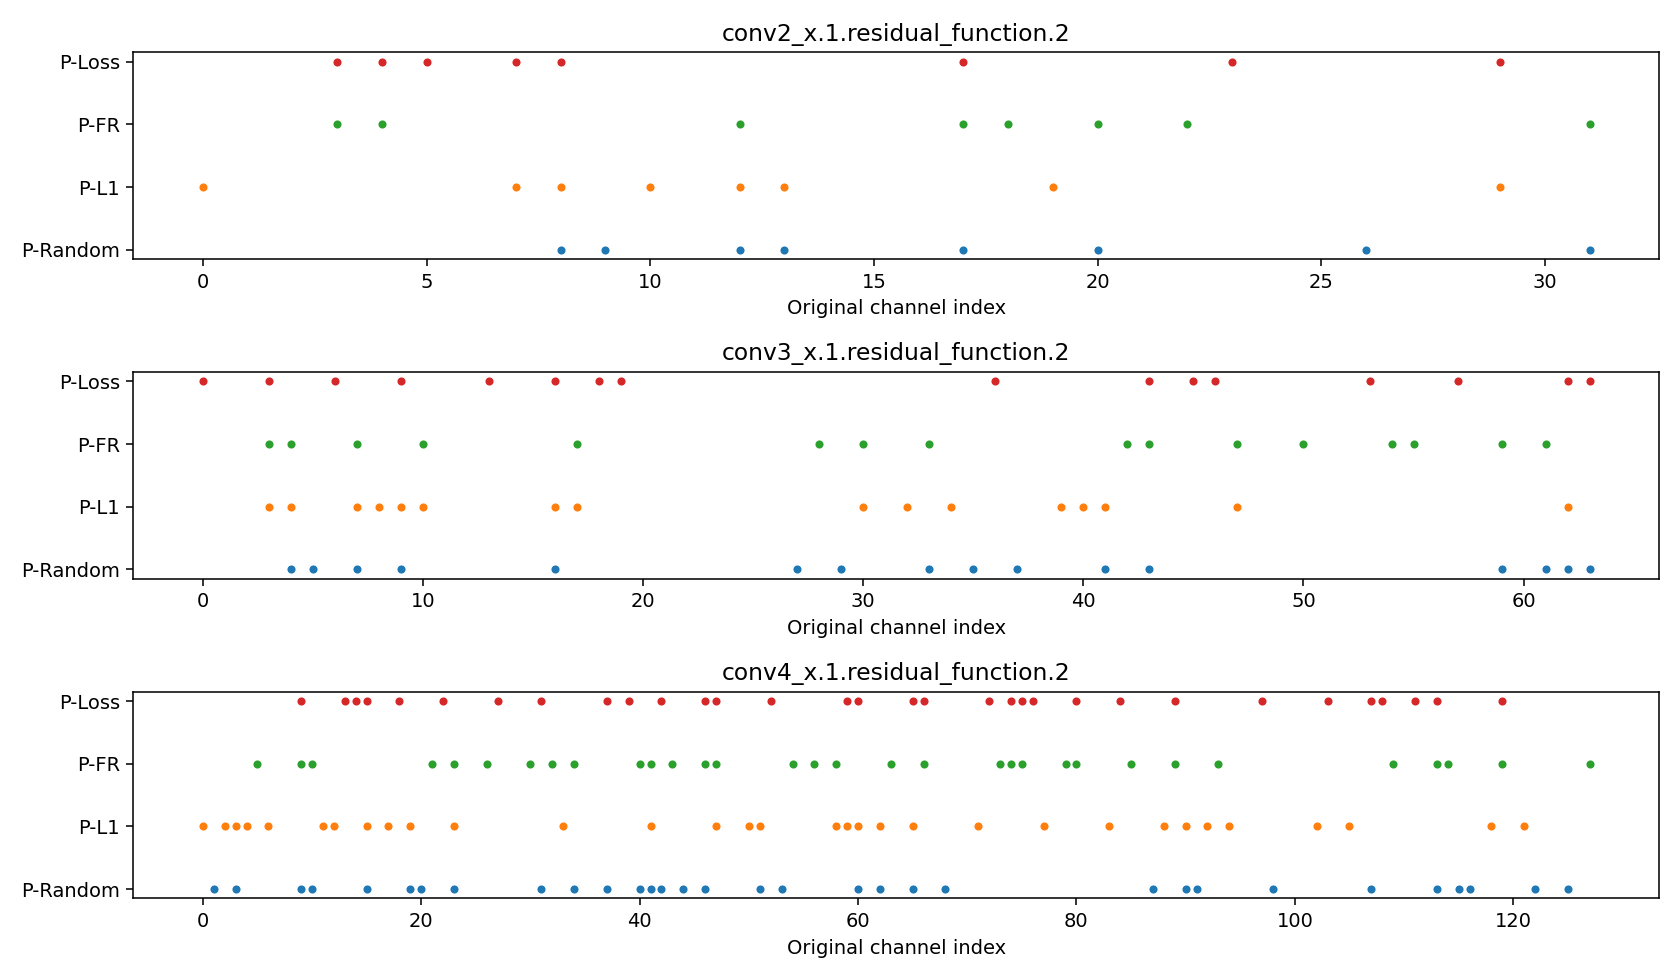 conv2_x.1.residual_function.2
P-Loss
P-FR
P-L1
P-Random
0 5 10 15 20 25 30
Original channel index
conv3_x.1.residual_function.2
P-Loss
P-FR
P-L1
P-Random
0 10 20 30 40 50 60
Original channel index
conv4_x.1.residual_function.2
P-Loss
P-FR
P-L1
P-Random
0 20 40 60 80 100 120
Original channel index